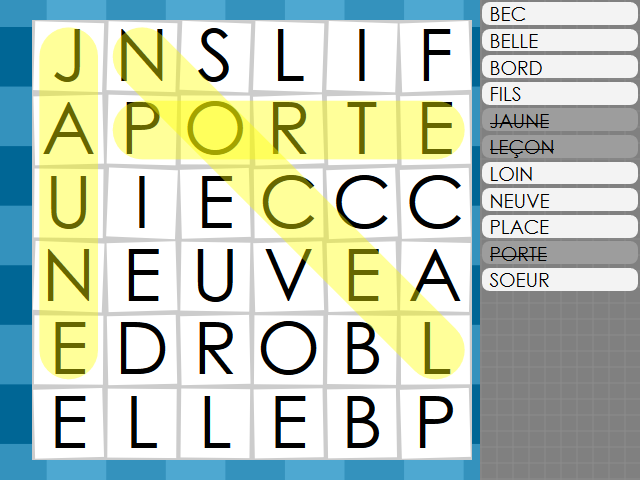 J N S L I F
A P O R T E
U I E C C C
N E U V E A
E D R O B L
E L L E B P
BEC
BELLE
BORD
FILS
JAUNE
LEÇON
LOIN
NEUVE
PLACE
PORTE
SOEUR